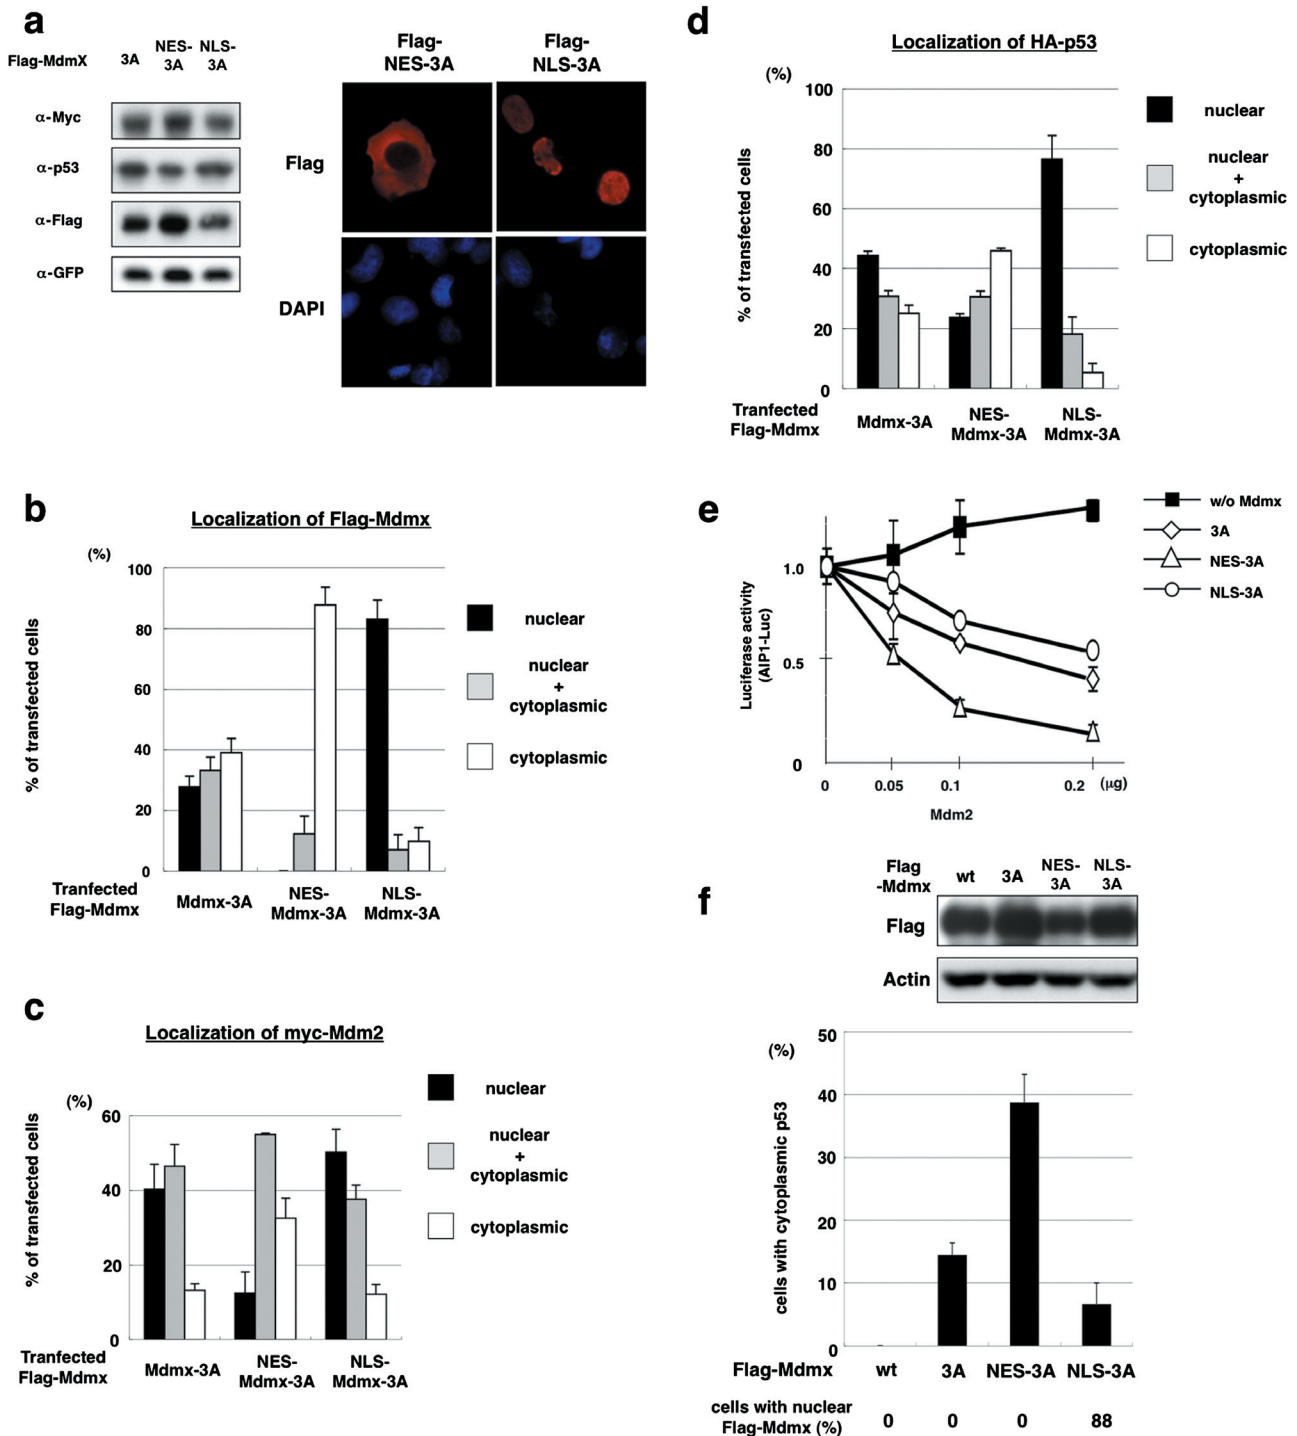 a
Flag-MdmX
3A
NES-
3A
NLS-
3A
α-Myc
α-p53
α-Flag
α-GFP
Flag-
NES-3A
Flag-
NLS-3A
Flag
DAPI
b
Localization of Flag-Mdmx
(%)
% of transfected cells
100
80
60
40
20
0
nuclear
nuclear
+
cytoplasmic
cytoplasmic
Tranfected
Flag-Mdmx
Mdmx-3A
NES-
Mdmx-3A
NLS-
Mdmx-3A
c
Localization of myc-Mdm2
(%)
% of transfected cells
60
40
20
0
nuclear
nuclear
+
cytoplasmic
cytoplasmic
Tranfected
Flag-Mdmx
Mdmx-3A
NES-
Mdmx-3A
NLS-
Mdmx-3A
d
Localization of HA-p53
(%)
% of transfected cells
100
80
60
40
20
0
nuclear
nuclear
+
cytoplasmic
cytoplasmic
Tranfected
Flag-Mdmx
Mdmx-3A
NES-
Mdmx-3A
NLS-
Mdmx-3A
e
Luciferase activity
(AIP1-Luc)
1.0
0.5
0
0 0.05 0.1 0.2 (μg)
Mdm2
w/o Mdmx
3A
NES-3A
NLS-3A
f
Flag
-Mdmx
wt
3A
NES-
3A
NLS-
3A
Flag
Actin
(%)
cells with cytoplasmic p53
50
40
30
20
10
0
Flag-Mdmx wt 3A NES-3A NLS-3A
cells with nuclear
Flag-Mdmx (%)
0 0 0 88